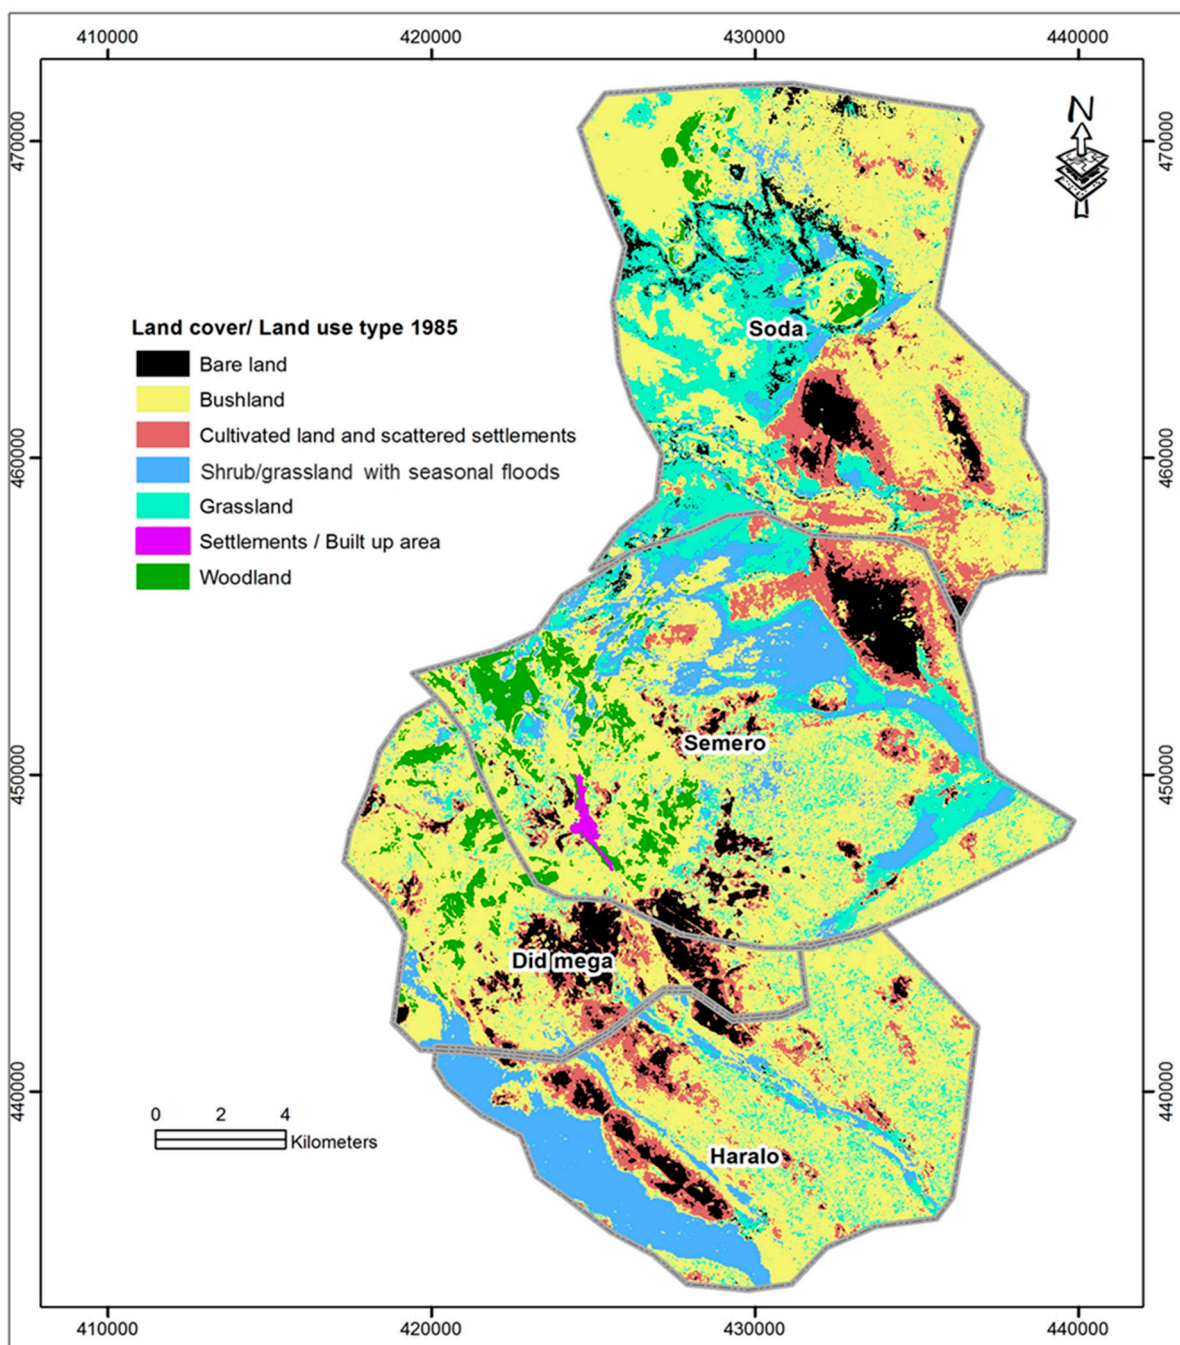 410000 420000 430000 440000
N
470000 470000
Land cover/ Land use type 1985
Bare land
Bushland
Cultivated land and scattered settlements
Shrub/grassland with seasonal floods
Grassland
Settlements / Built up area
Woodland
Soda
460000 460000
Semero
450000 450000
Did mega
440000 440000
0 2 4
Kilometers
Haralo
410000 420000 430000 440000